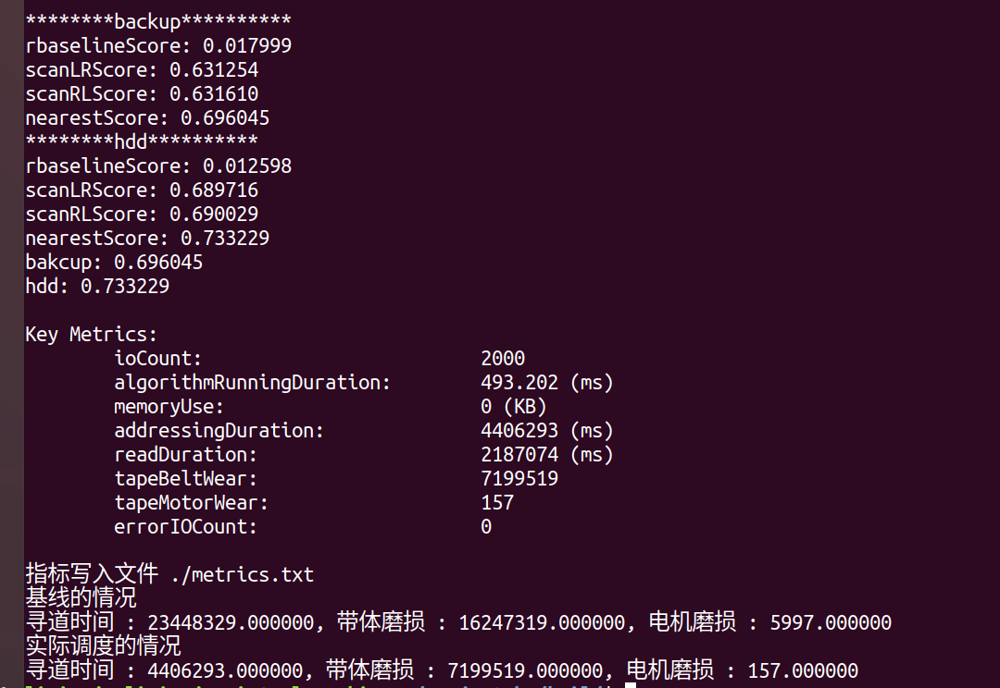 ********backup**********
rbaselineScore: 0.017999
scanLRScore: 0.631254
scanRLScore: 0.631610
nearestScore: 0.696045
********hdd**********
rbaselineScore: 0.012598
scanLRScore: 0.689716
scanRLScore: 0.690029
nearestScore: 0.733229
bakcup: 0.696045
hdd: 0.733229
Key Metrics:
ioCount: 2000
algorithmRunningDuration: 493.202 (ms)
memoryUse: 0 (KB)
addressingDuration: 4406293 (ms)
readDuration: 2187074 (ms)
tapeBeltWear: 7199519
tapeMotorWear: 157
errorIOCount: 0
指标写入文件 ./metrics.txt
基线的情况
寻道时间 : 23448329.000000, 带体磨损 : 16247319.000000, 电机磨损 : 5997.000000
实际调度的情况
寻道时间 : 4406293.000000, 带体磨损 : 7199519.000000, 电机磨损 : 157.000000